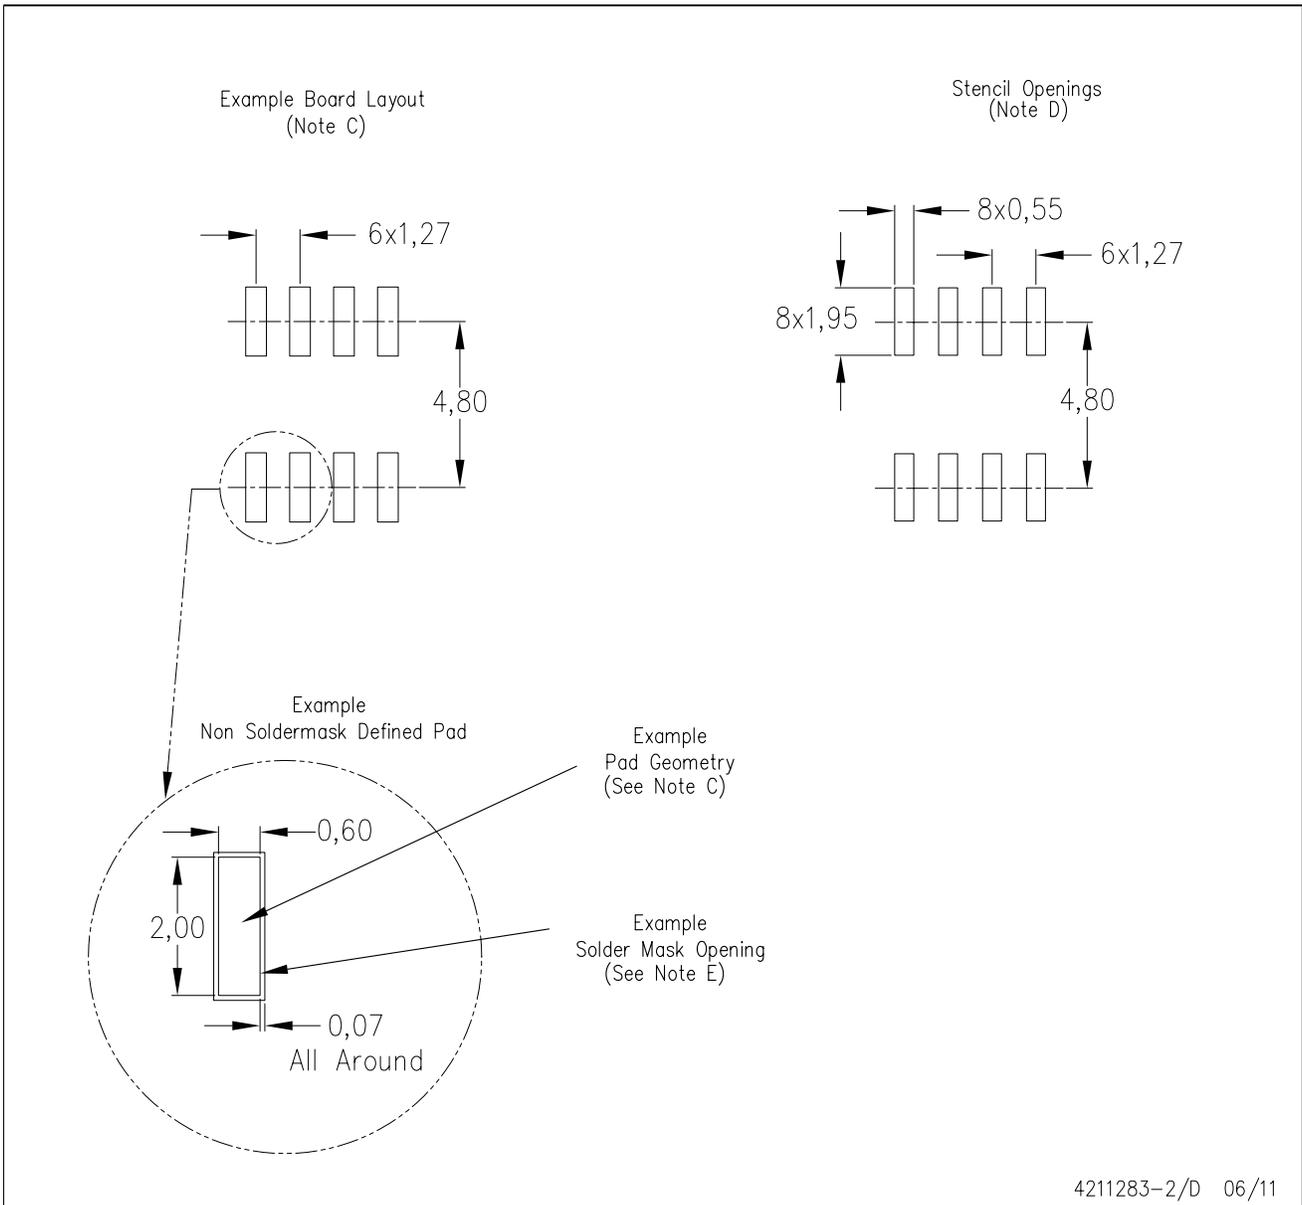 Example Board Layout
(Note C)
Stencil Openings
(Note D)
6x1,27
4,80
8x0,55
6x1,27
8x1,95
4,80
Example
Non Soldermask Defined Pad
Example
Pad Geometry
(See Note C)
0,60
2,00
Example
Solder Mask Opening
(See Note E)
0,07
All Around
4211283-2/D 06/11